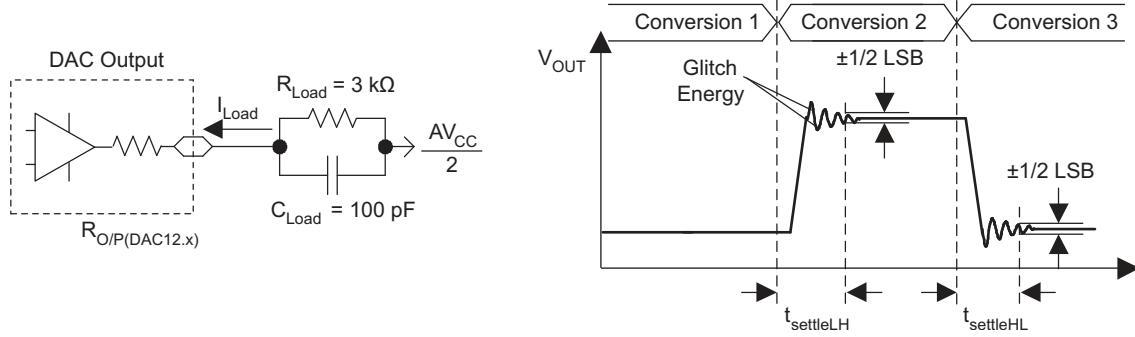 DAC Output
I_Load
R_Load = 3 kΩ
AV_CC
2
C_Load = 100 pF
R_O/P(DAC12.x)
Conversion 1
Conversion 2
Conversion 3
V_OUT
Glitch
Energy
±1/2 LSB
±1/2 LSB
t_settleLH
t_settleHL